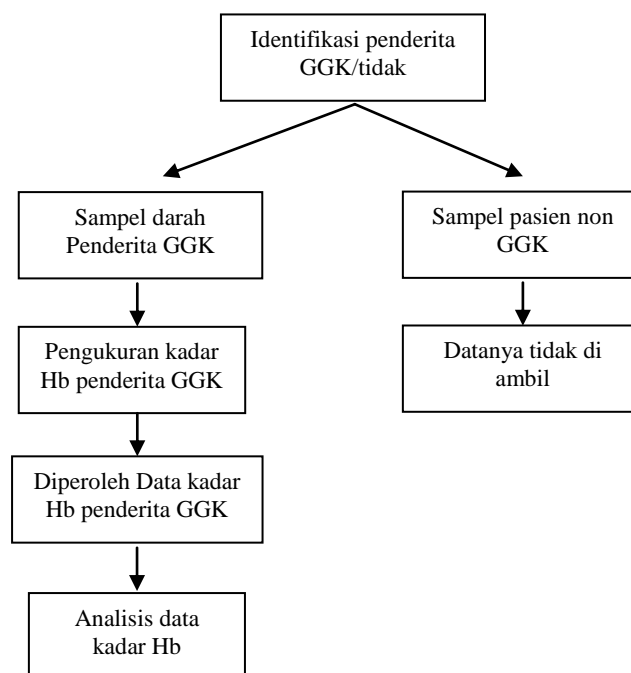 Identifikasi penderita
GGK/tidak
Sampel darah
Penderita GGK
Sampel pasien non
GGK
Pengukuran kadar
Hb penderita GGK
Datanya tidak di
ambil
Diperoleh Data kadar
Hb penderita GGK
Analisis data
kadar Hb